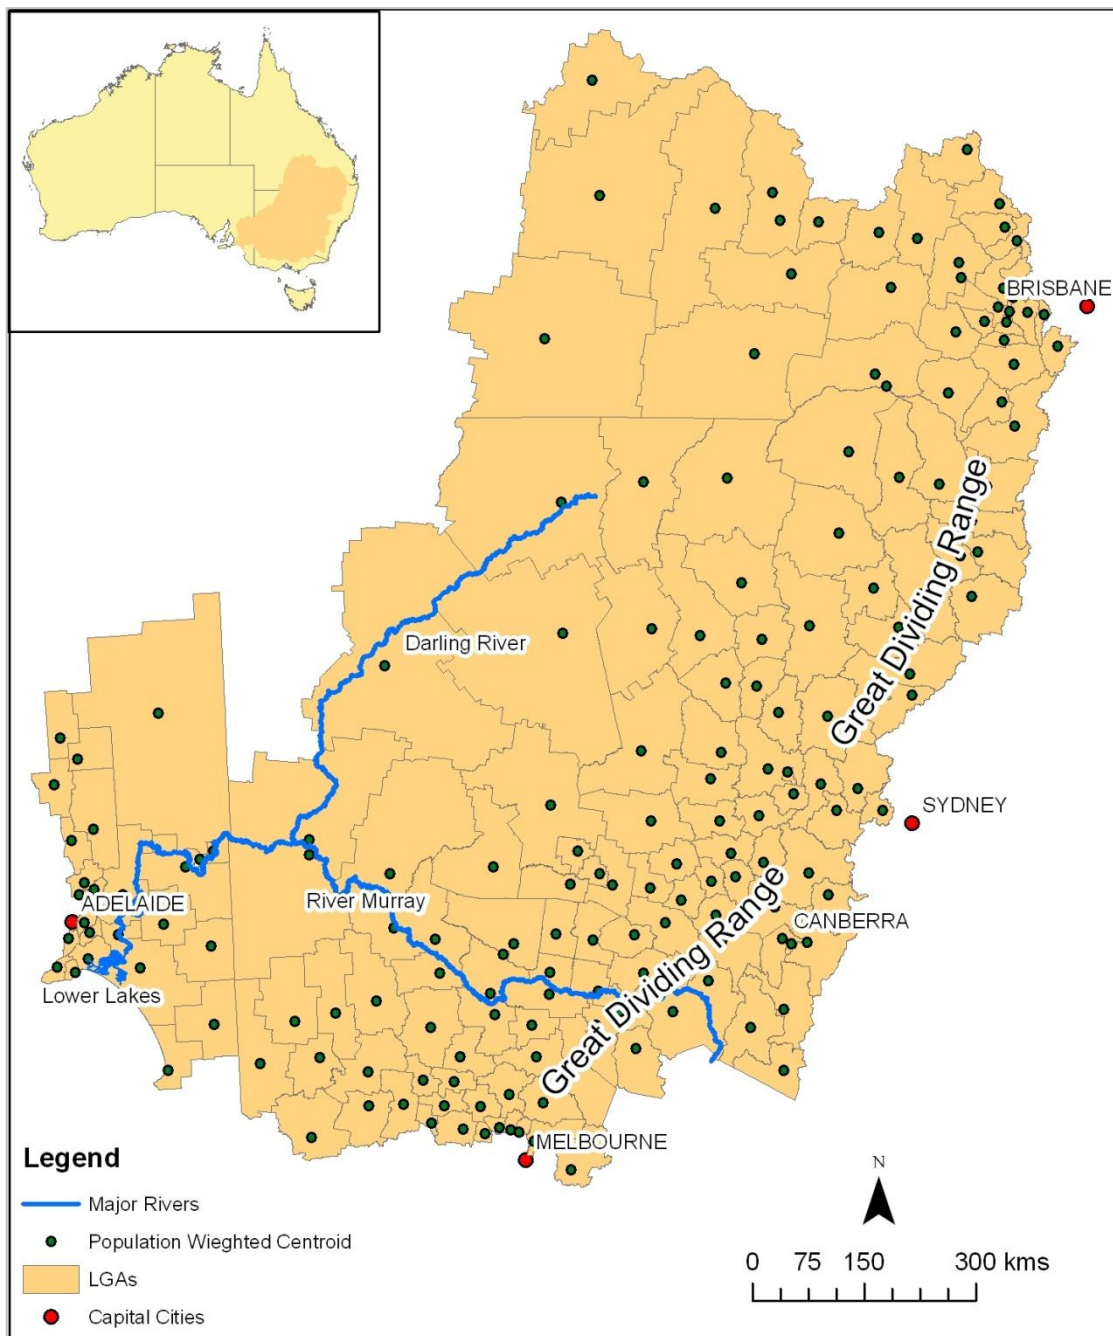 BRISBANE
Great Dividing Range
Darling River
SYDNEY
River Murray
ADELAIDE
CANBERRA
Lower Lakes
Great Dividing Range
MELBOURNE
Legend
Major Rivers
Population Wieghted Centroid
LGAs
Capital Cities
N
0 75 150 300 kms